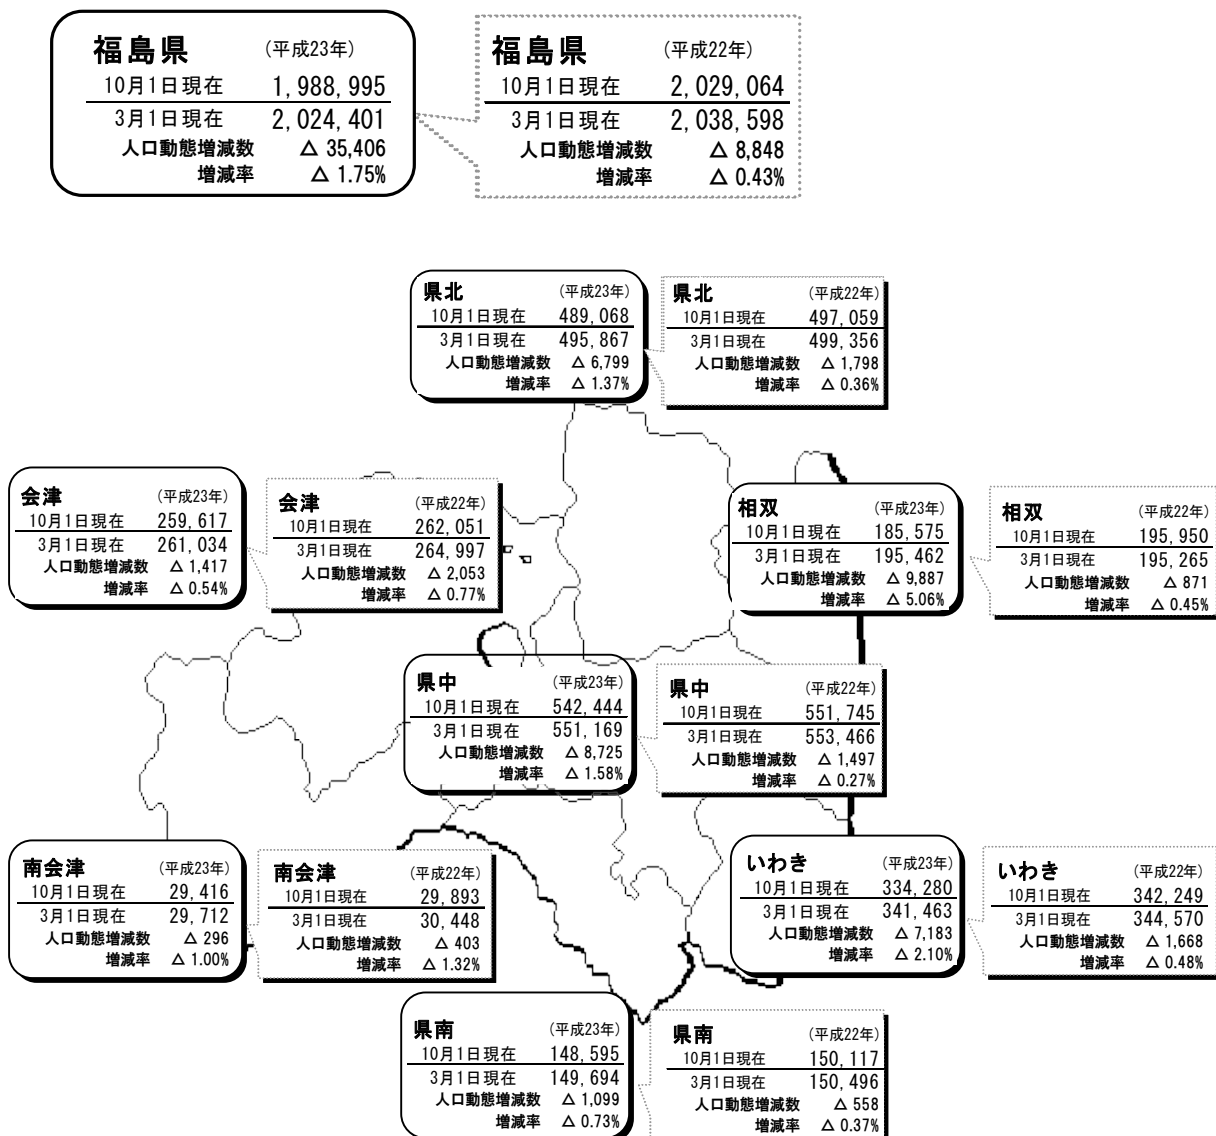 福島県 (平成23年)
10月1日現在 1,988,995
3月1日現在 2,024,401
人口動態増減数 △ 35,406
増減率 △ 1.75%
福島県 (平成22年)
10月1日現在 2,029,064
3月1日現在 2,038,598
人口動態増減数 △ 8,848
増減率 △ 0.43%
県北 (平成23年)
10月1日現在 489,068
3月1日現在 495,867
人口動態増減数 △ 6,799
増減率 △ 1.37%
県北 (平成22年)
10月1日現在 497,059
3月1日現在 499,356
人口動態増減数 △ 1,798
増減率 △ 0.36%
会津 (平成23年)
10月1日現在 259,617
3月1日現在 261,034
人口動態増減数 △ 1,417
増減率 △ 0.54%
会津 (平成22年)
10月1日現在 262,051
3月1日現在 264,997
人口動態増減数 △ 2,053
増減率 △ 0.77%
相双 (平成23年)
10月1日現在 185,575
3月1日現在 195,462
人口動態増減数 △ 9,887
増減率 △ 5.06%
相双 (平成22年)
10月1日現在 195,950
3月1日現在 195,265
人口動態増減数 △ 871
増減率 △ 0.45%
県中 (平成23年)
10月1日現在 542,444
3月1日現在 551,169
人口動態増減数 △ 8,725
増減率 △ 1.58%
県中 (平成22年)
10月1日現在 551,745
3月1日現在 553,466
人口動態増減数 △ 1,497
増減率 △ 0.27%
南会津 (平成23年)
10月1日現在 29,416
3月1日現在 29,712
人口動態増減数 △ 296
増減率 △ 1.00%
南会津 (平成22年)
10月1日現在 29,893
3月1日現在 30,448
人口動態増減数 △ 403
増減率 △ 1.32%
いわき (平成23年)
10月1日現在 334,280
3月1日現在 341,463
人口動態増減数 △ 7,183
増減率 △ 2.10%
いわき (平成22年)
10月1日現在 342,249
3月1日現在 344,570
人口動態増減数 △ 1,668
増減率 △ 0.48%
県南 (平成23年)
10月1日現在 148,595
3月1日現在 149,694
人口動態増減数 △ 1,099
増減率 △ 0.73%
県南 (平成22年)
10月1日現在 150,117
3月1日現在 150,496
人口動態増減数 △ 558
増減率 △ 0.37%